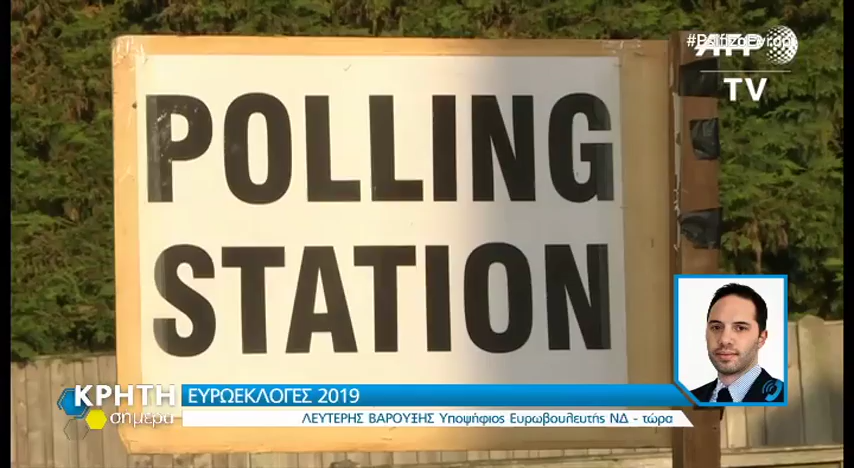 AFP
TV
POLLING
STATION
ΚΡΗΤΗ
σήμερα
ΕΥΡΩΕΚΛΟΓΕΣ 2019
ΛΕΥΤΕΡΗΣ ΒΑΡΟΥΞΗΣ Υποψήφιος Ευρωβουλευτής ΝΔ - τώρα